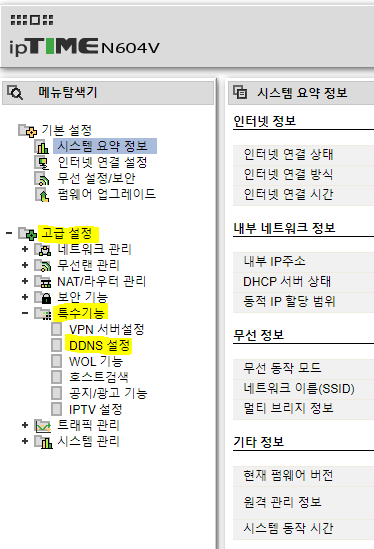 ipTIME N604V
메뉴탐색기
기본 설정
시스템 요약 정보
인터넷 연결 설정
무선 설정/보안
펌웨어 업그레이드
고급 설정
네트워크 관리
무선랜 관리
NAT/라우터 관리
보안 기능
특수기능
VPN 서버설정
DDNS 설정
WOL 기능
호스트검색
공지/광고 기능
IPTV 설정
트래픽 관리
시스템 관리
시스템 요약 정보
인터넷 정보
인터넷 연결 상태
인터넷 연결 방식
인터넷 연결 시간
내부 네트워크 정보
내부 IP주소
DHCP 서버 상태
동적 IP 할당 범위
무선 정보
무선 동작 모드
네트워크 이름(SSID)
멀티 브리지 정보
기타 정보
현재 펌웨어 버전
원격 관리 정보
시스템 동작 시간